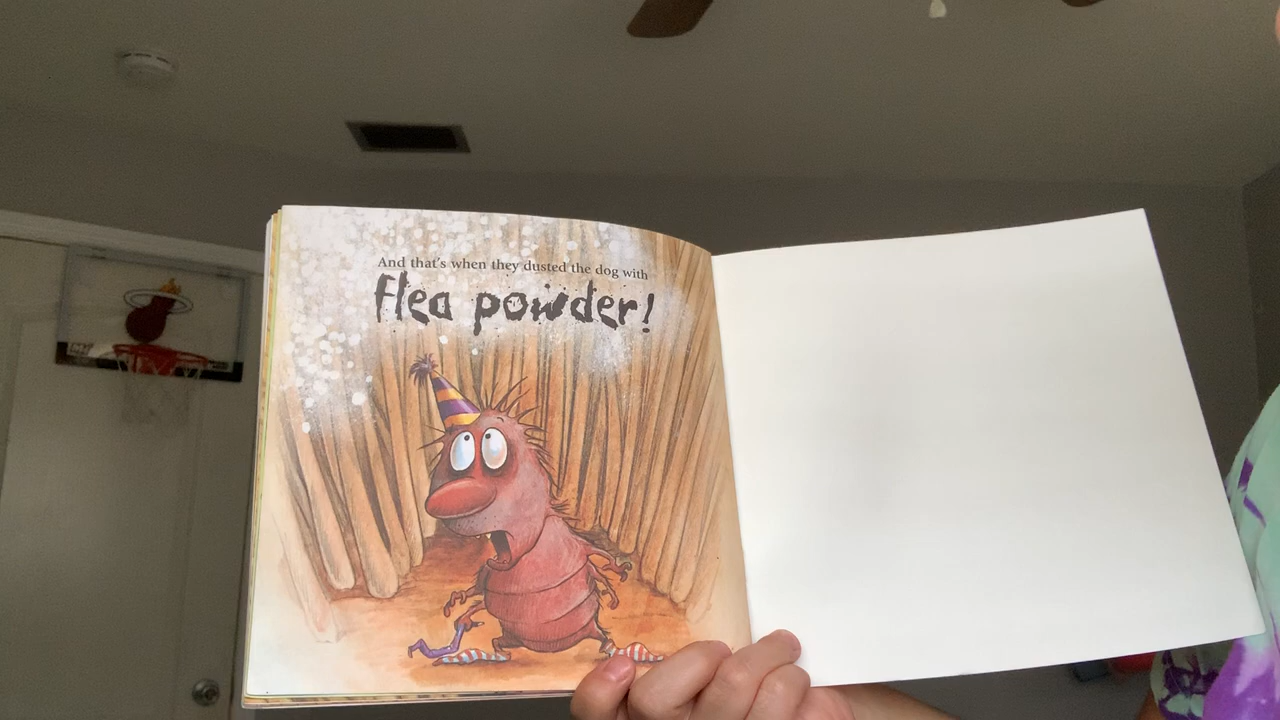 And that's when they dusted the dog with
flea powder!